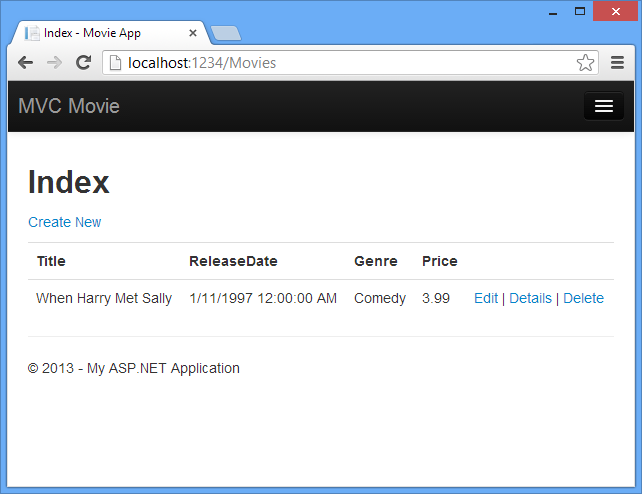 Index - Movie App
localhost:1234/Movies
MVC Movie
Index
Create New
Title ReleaseDate Genre Price
When Harry Met Sally 1/11/1997 12:00:00 AM Comedy 3.99 Edit | Details | Delete
© 2013 - My ASP.NET Application